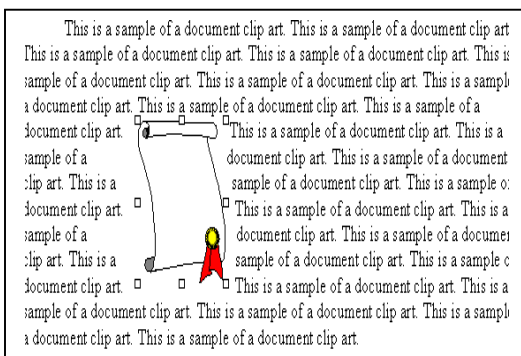 This is a sample of a document clip art. This is a sample of a document clip art
This is a sample of a document clip art. This is a sample of a document clip art. This is
sample of a document clip art. This is a sample of a document clip art. This is a sample
a document clip art. This is a sample of a document clip art. This is a sample of a
document clip art. This is a sample of a document clip art. This is a
sample of a document clip art. This is a sample of a document
clip art. This is a sample of a document clip art. This is a sample of
document clip art. This is a sample of a document clip art. This is a
sample of a document clip art. This is a sample of a document
clip art. This is a sample of a document clip art. This is a sample
document clip art. This is a sample of a document clip art. This is a
sample of a document clip art. This is a sample of a document clip art. This is a sample
a document clip art. This is a sample of a document clip art.